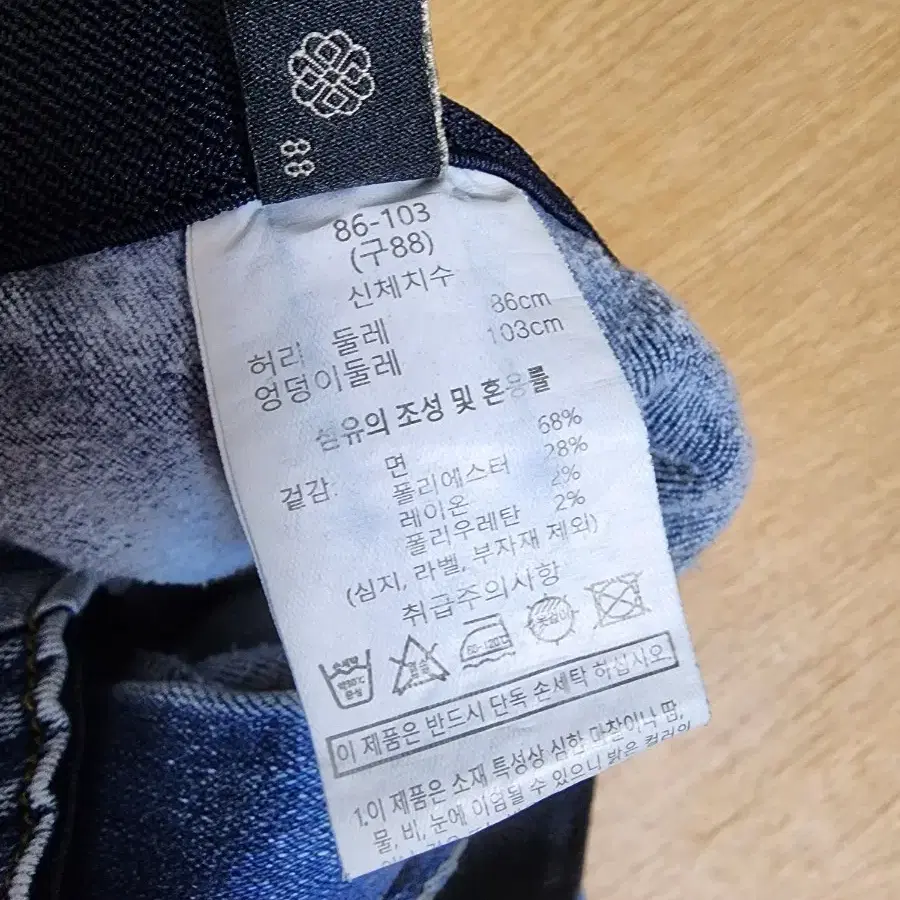 88
86-103
(구88)
신체치수
허리 둘레 86cm
엉덩이둘레 103cm
섬유의 조성 및 혼용률
겉감: 면 68%
폴리에스터 28%
레이온 2%
폴리우레탄 2%
(심지, 라벨, 부자재 제외)
취급주의사항
80-120℃
이 제품은 반드시 단독 손세탁 하십시오.
1.이 제품은 소재 특성상 심한 마찰이나 땀,
물, 비, 눈에 이염될 수 있으니 밝은 컬러의